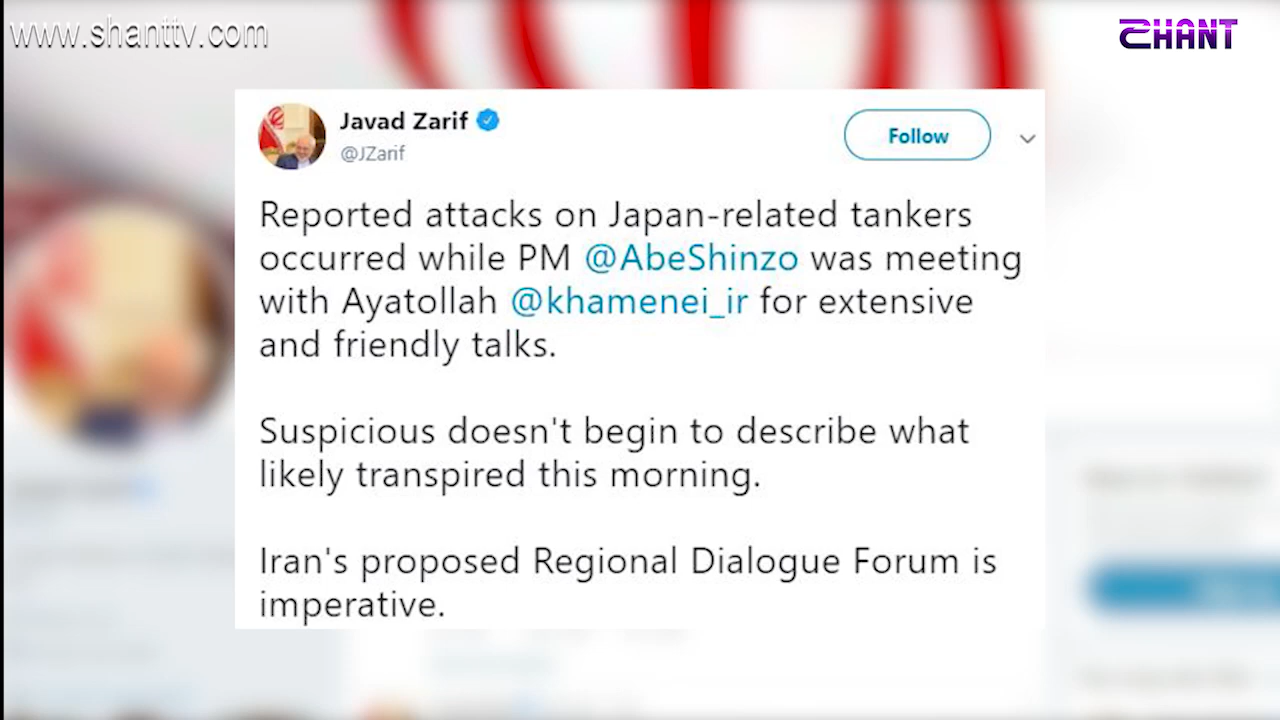 www.shanttv.com
SHANT
Javad Zarif
@JZarif
Follow
Reported attacks on Japan-related tankers
occurred while PM @AbeShinzo was meeting
with Ayatollah @khamenei_ir for extensive
and friendly talks.
Suspicious doesn't begin to describe what
likely transpired this morning.
Iran's proposed Regional Dialogue Forum is
imperative.